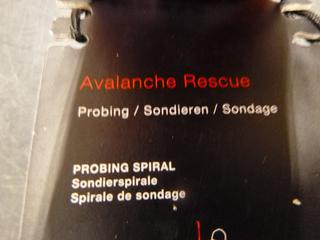 Avalanche Rescue
Probing / Sondieren / Sondage
PROBING SPIRAL
Sondierspirale
Spirale de sondage